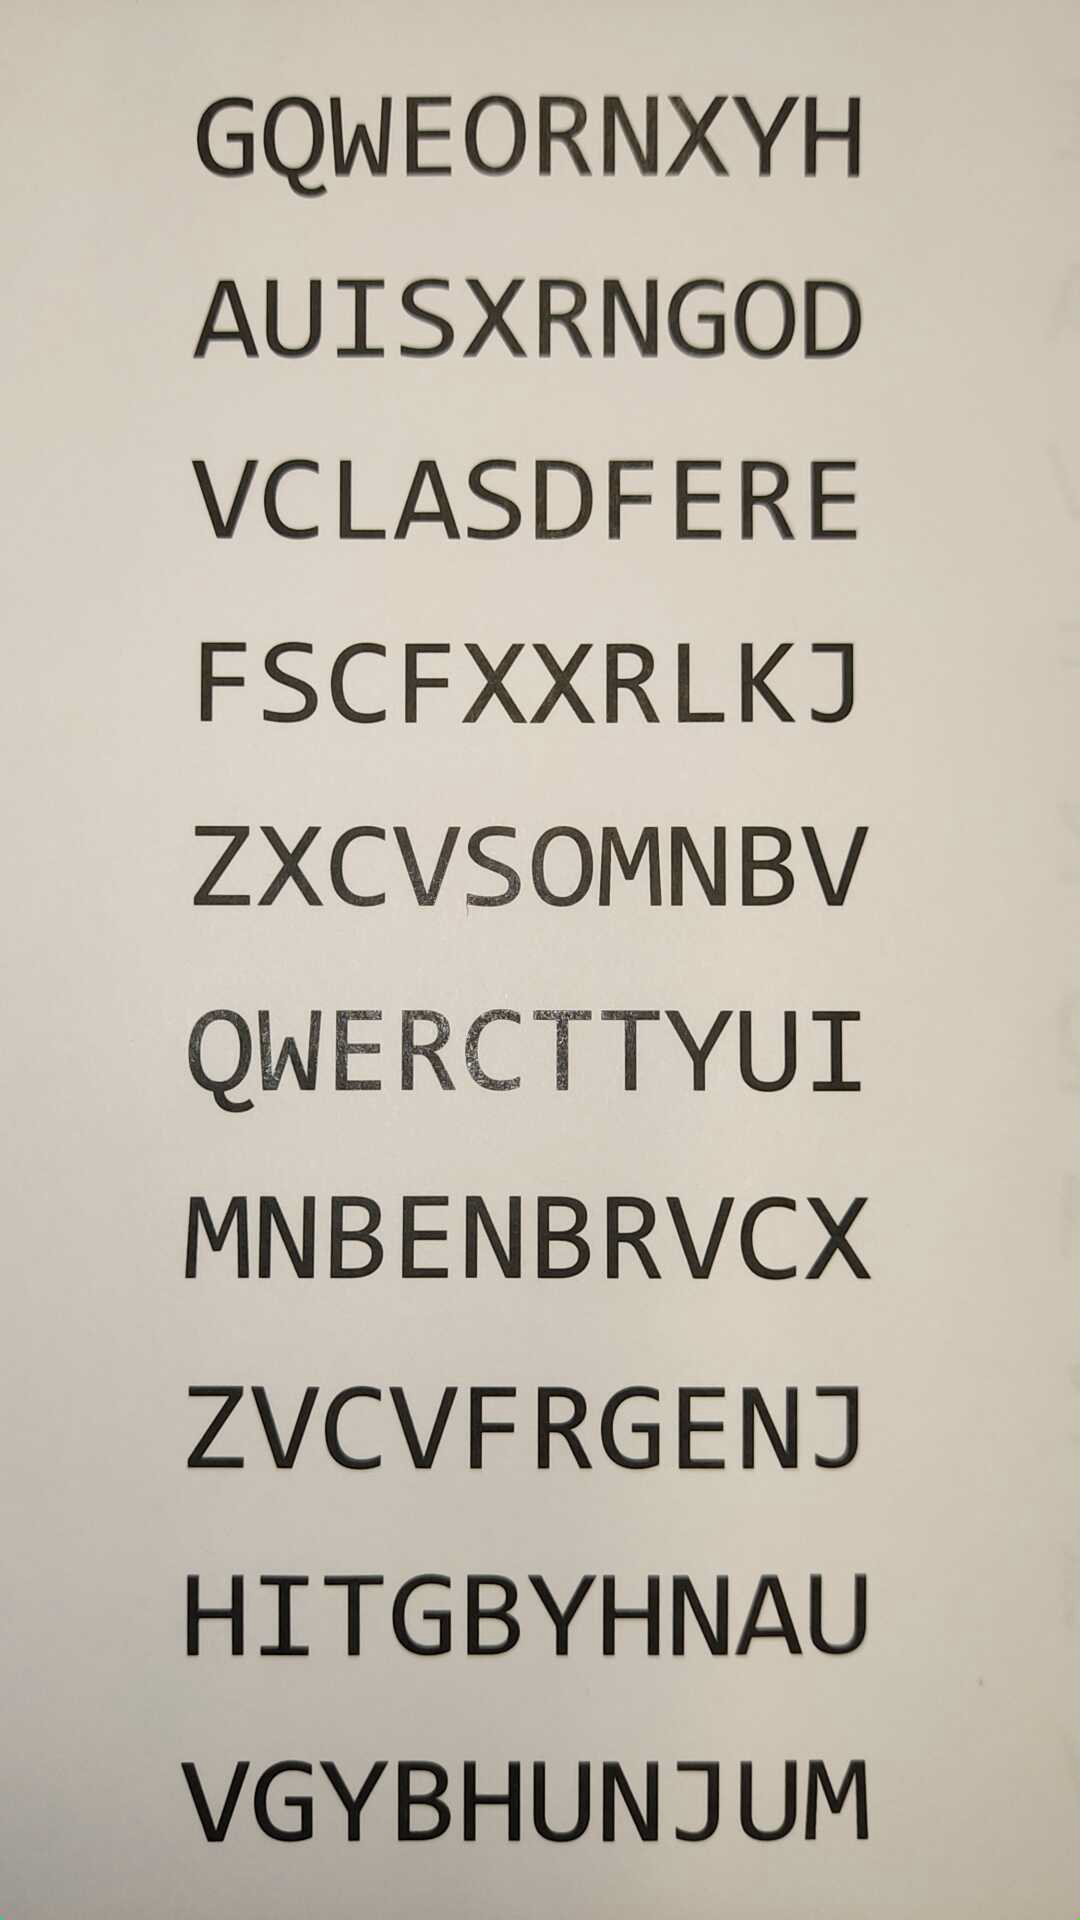 GQWEORNXYH
AUISXRNGOD
VCLASDFERE
FSCFXXRLKJ
ZXCVSOMNBV
QWERCTTYUI
MNBENBRVCX
ZVCVFRGENJ
HITGBYHNAU
VGYBHUNJUM